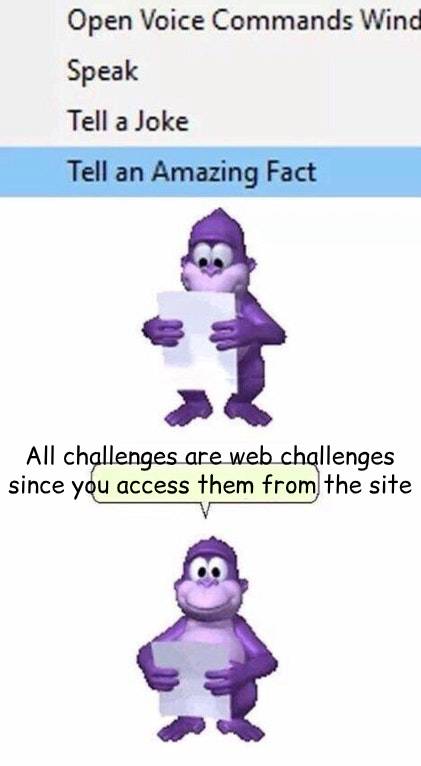 Open Voice Commands Wind
Speak
Tell a Joke
Tell an Amazing Fact
All challenges are web challenges
since you access them from the site